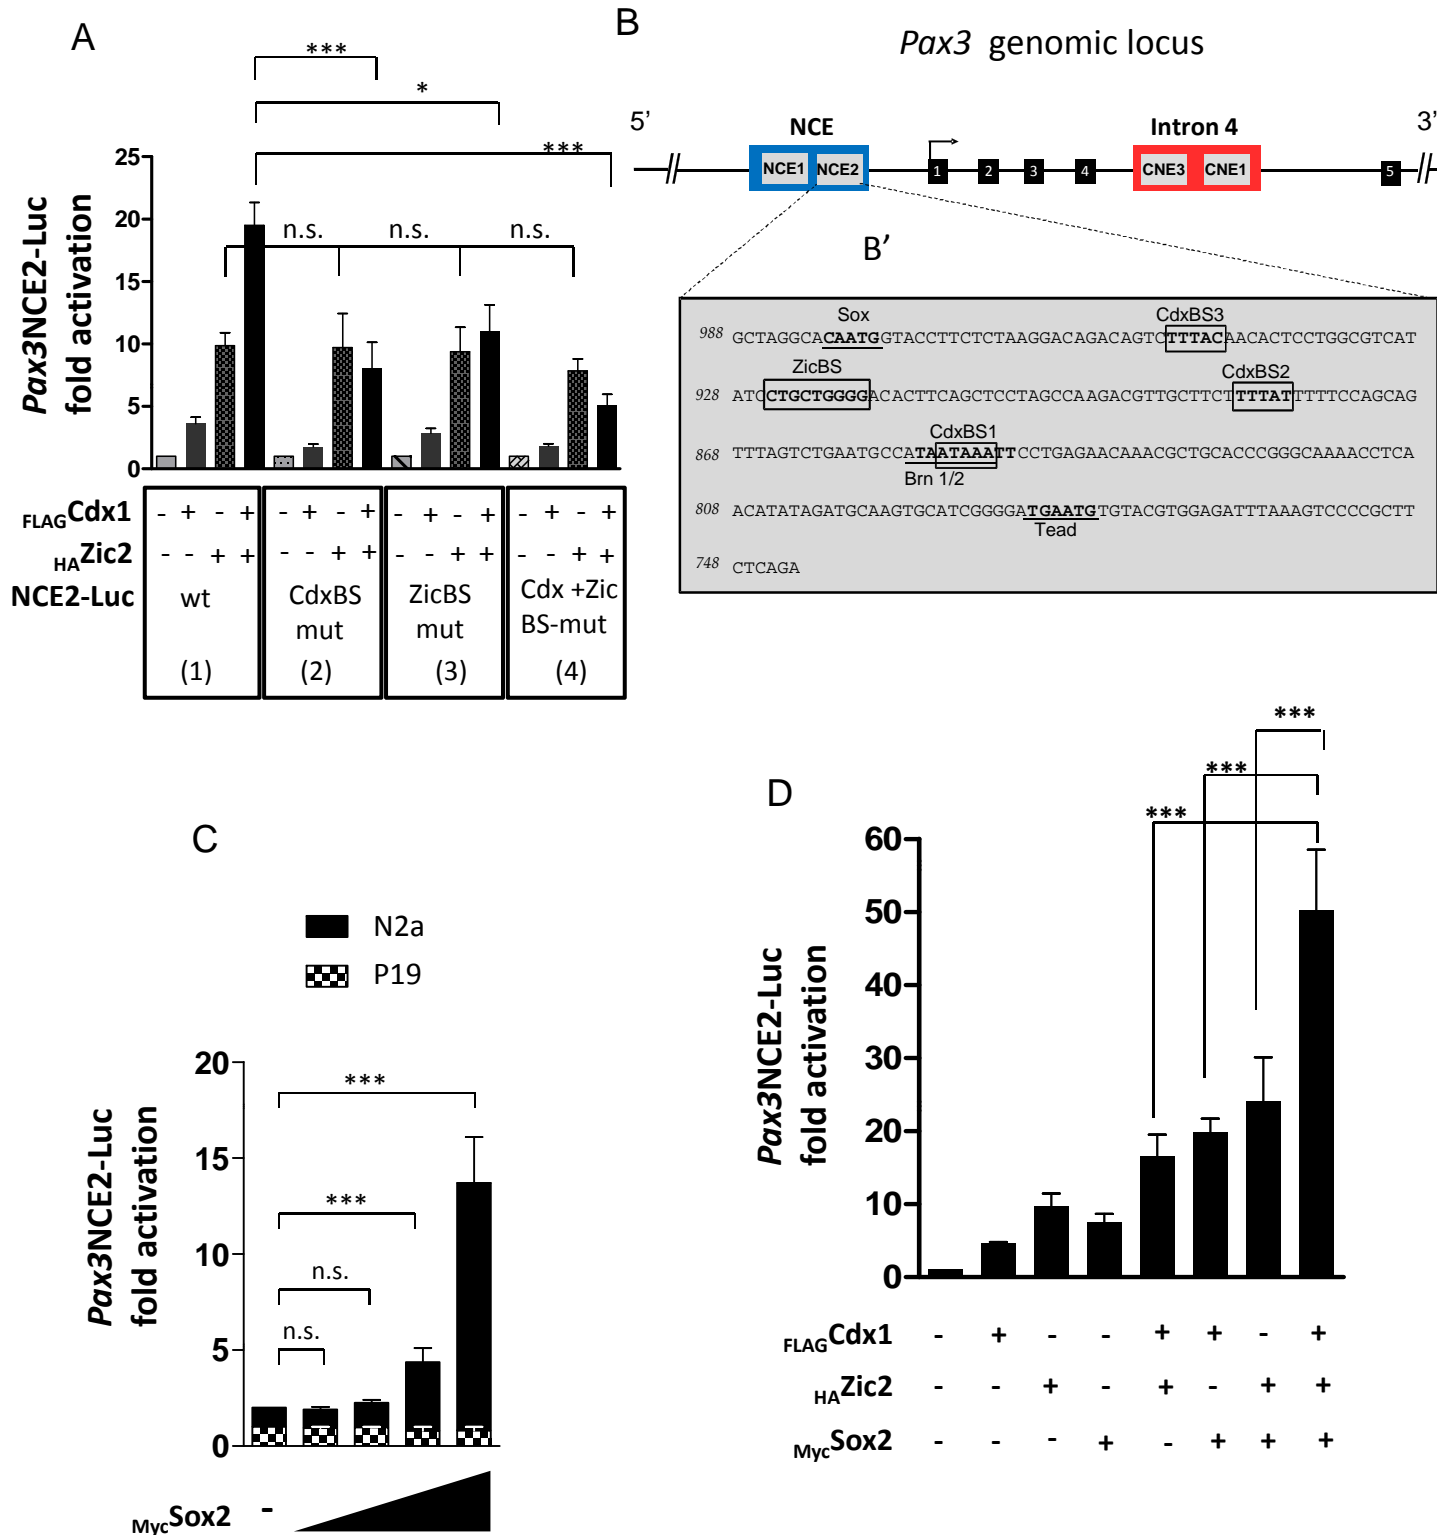 A
***
*
***
n.s.
n.s.
n.s.
25
20
15
10
5
0
Pax3NCE2-Luc
fold activation
FLAGCdx1 - + - + - + - + - + - + - + - +
HAZic2 - - + + - - + + - - + + - - + +
NCE2-Luc
wt
(1)
CdxBS
mut
(2)
ZicBS
mut
(3)
Cdx +Zic
BS-mut
(4)
B
Pax3 genomic locus
5’
NCE
Intron 4
3’
NCE1 NCE2 1 2 3 4 CNE3 CNE1 5
B’
Sox CdxBS3
988 GCTAGGCACAATGGTACCTTCTCTAAGGACAGACAGTCTTTACAACACTCCTGGCGTCAT
ZicBS CdxBS2
928 ATCCTGCTGGGGACACTTCAGCTCCTAGCCAAGACGTTGCTTCTTTTATTTTTCCAGCAG
CdxBS1
868 TTTAGTCTGAATGCCATAATAAATTCCTGAGAACAAACGCTGCACCCGGGCAAAACCTCA
Brn 1/2
808 ACATATAGATGCAAGTGCATCGGGGATGAATGTGTACGTGGAGATTTAAAGTCCCCGCTT
Tead
748 CTCAGA
C
N2a
P19
20
15
10
5
0
***
***
n.s.
n.s.
Pax3NCE2-Luc
fold activation
MycSox2 -
D
***
***
***
60
50
40
30
20
10
0
Pax3NCE2-Luc
fold activation
FLAGCdx1 - + - - + + - +
HAZic2 - - + - + - + +
MycSox2 - - - + - + + +